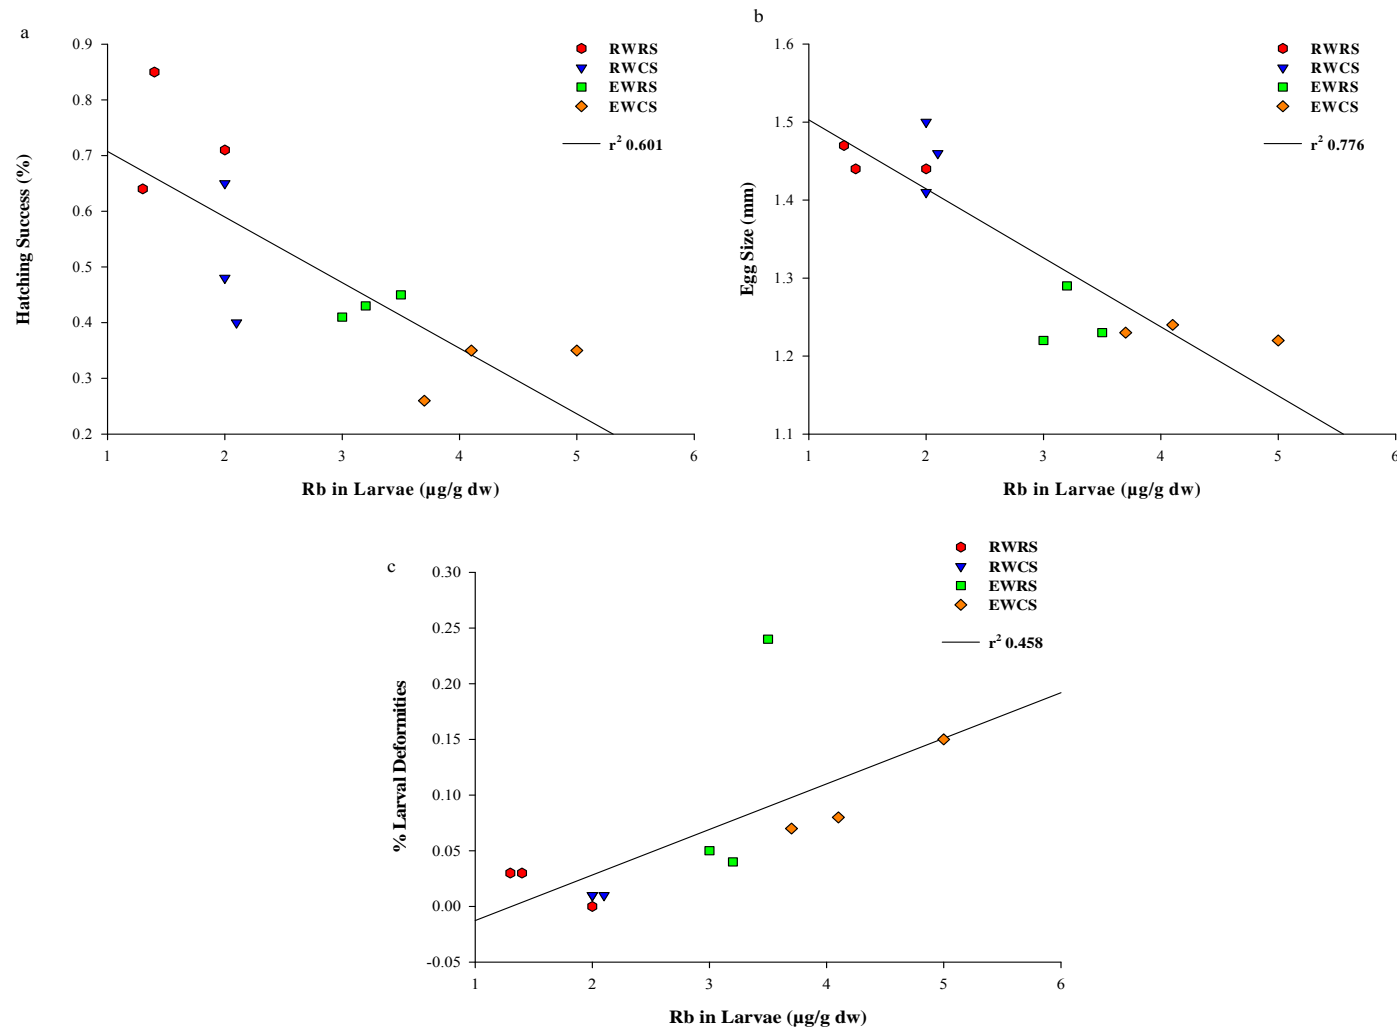 a
0.9
0.8
0.7
0.6
0.5
0.4
0.3
0.2
Hatching Success (%)
1 2 3 4 5 6
Rb in Larvae (µg/g dw)
RWRS
RWCS
EWRS
EWCS
r² 0.601
b
1.6
1.5
1.4
1.3
1.2
1.1
Egg Size (mm)
1 2 3 4 5 6
Rb in Larvae (µg/g dw)
RWRS
RWCS
EWRS
EWCS
r² 0.776
c
0.30
0.25
0.20
0.15
0.10
0.05
0.00
-0.05
% Larval Deformities
1 2 3 4 5 6
Rb in Larvae (µg/g dw)
RWRS
RWCS
EWRS
EWCS
r² 0.458